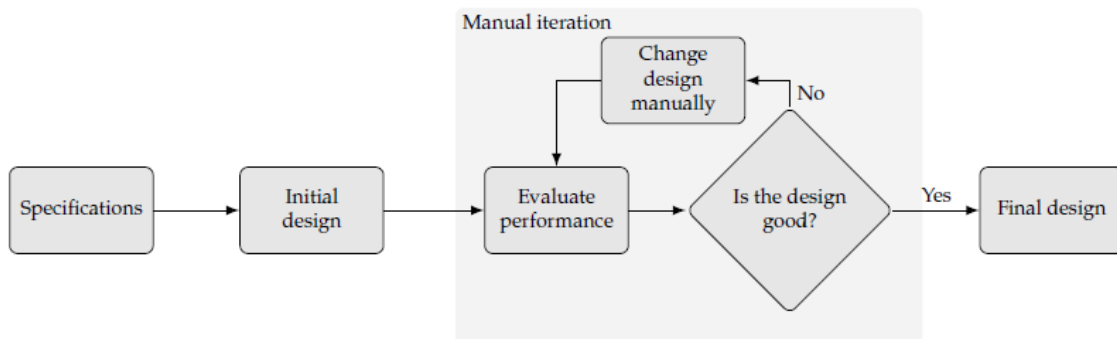 Manual iteration
Change
design
manually
No
Specifications
Initial
design
Evaluate
performance
Is the design
good?
Yes
Final design